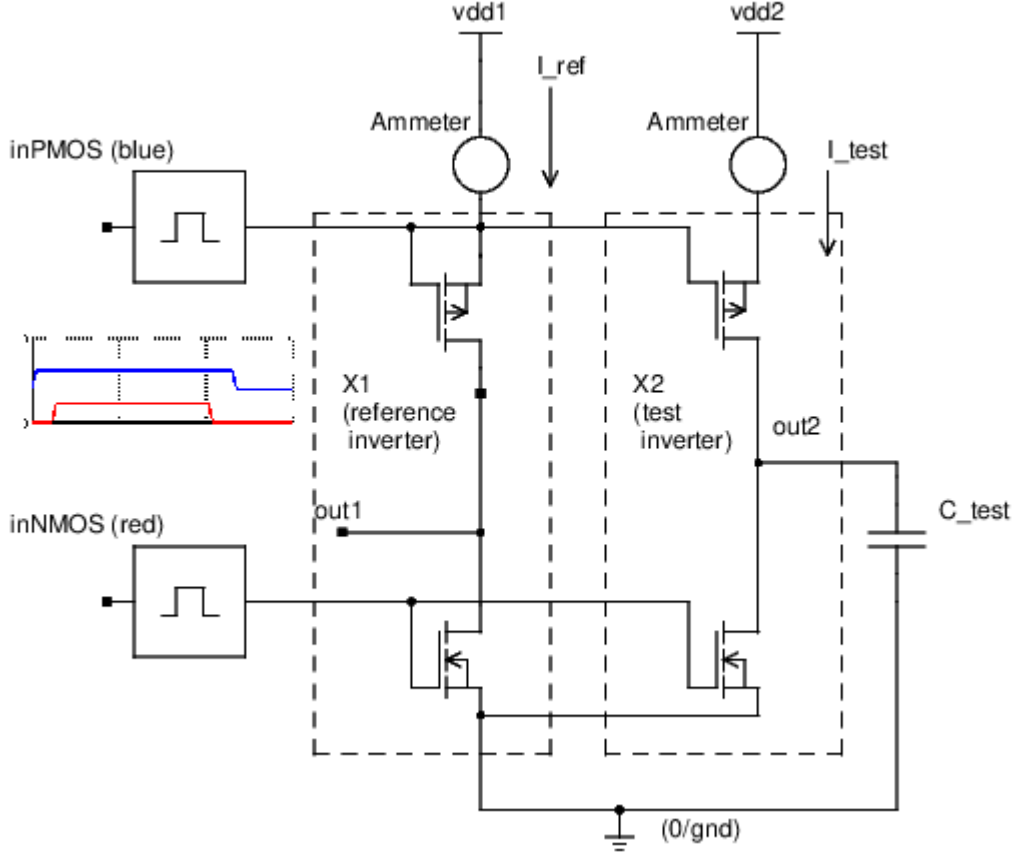 vdd1
vdd2
I_ref
Ammeter
Ammeter
inPMOS (blue)
I_test
X1
(reference
inverter)
X2
(test
inverter)
out2
inNMOS (red)
out1
C_test
(0/gnd)